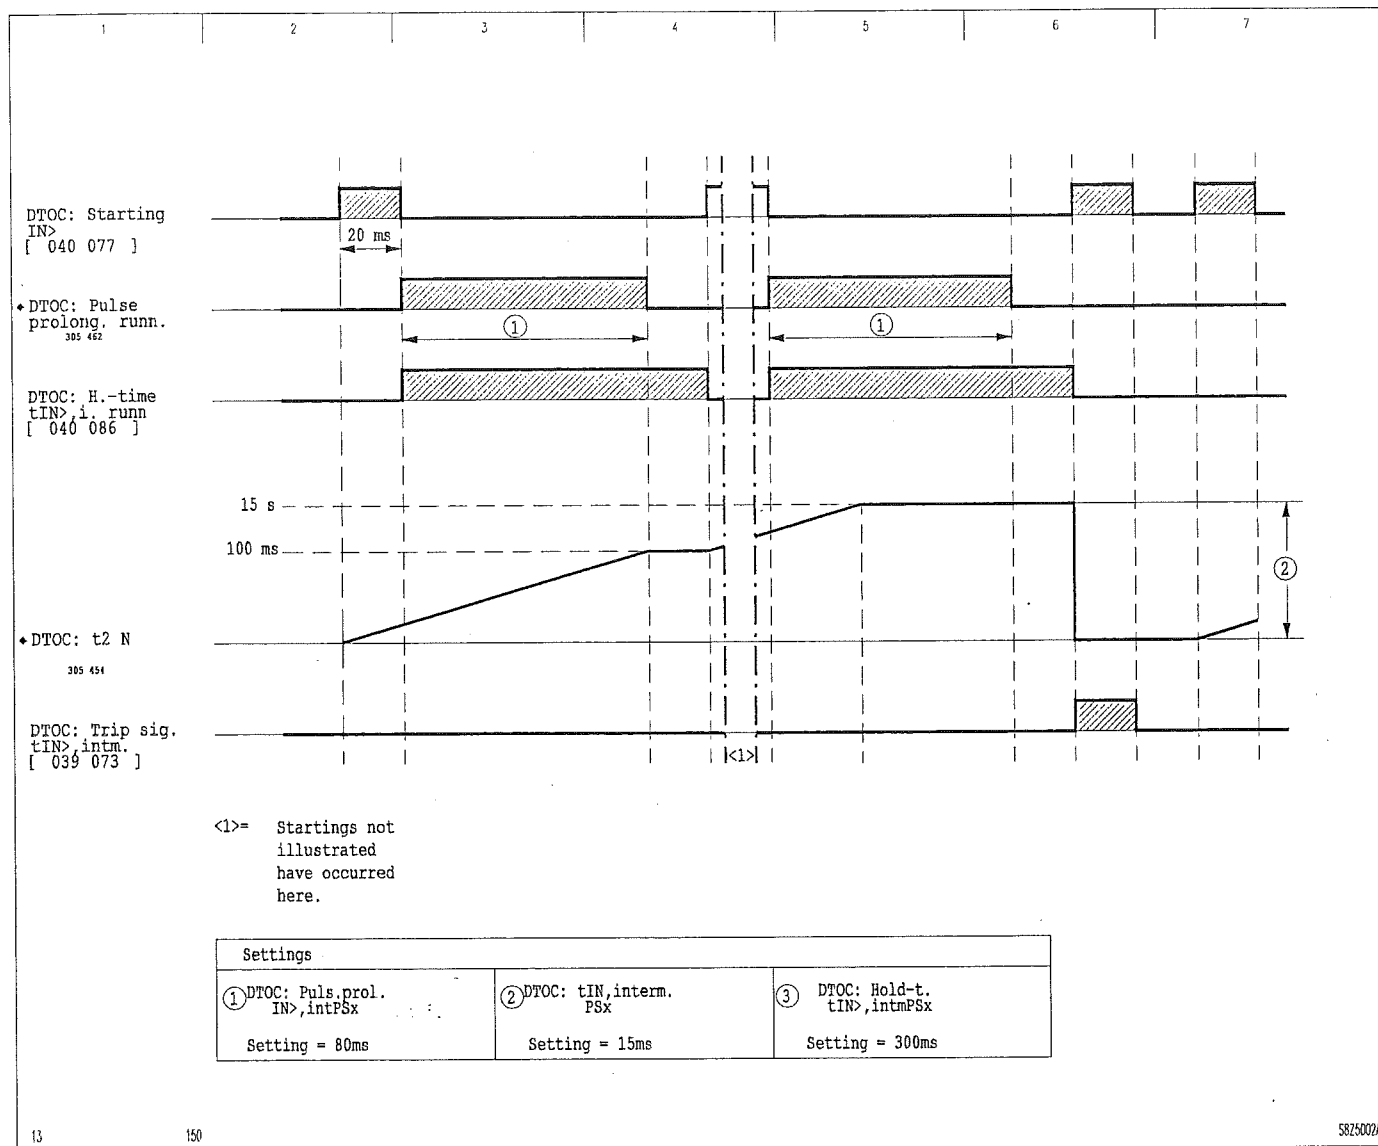 1 2 3 4 5 6 7
DTOC: Starting
IN>
[ 040 077 ]
20 ms
DTOC: Pulse
prolong. runn.
305 462
1 1
DTOC: H.-time
tIN>,i. runn
[ 040 086 ]
15 s
100 ms
2
DTOC: t2 N
305 454
DTOC: Trip sig.
tIN>,intm.
[ 039 073 ]
<1>
<1>= Startings not
illustrated
have occurred
here.
Settings
1 DTOC: Puls.prol.
IN>,intPSx
Setting = 80ms
2 DTOC: tIN,interm.
PSx
Setting = 15ms
3 DTOC: Hold-t.
tIN>,intmPSx
Setting = 300ms
13 150